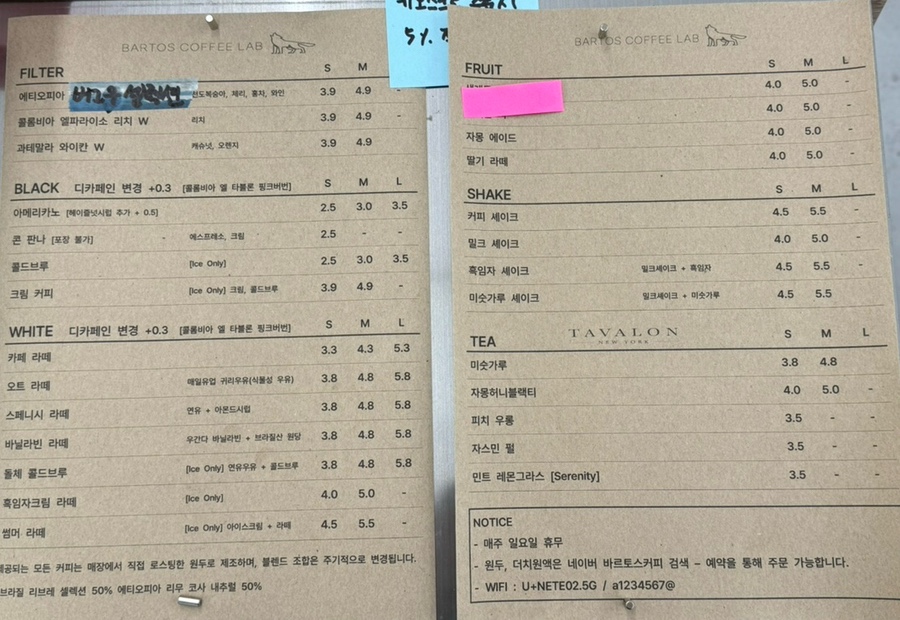 BARTOS COFFEE LAB
FILTER S M
에티오피아 천도복숭아, 체리, 홍자, 와인 3.9 4.9 -
콜롬비아 엘파라이소 리치 W 리치 3.9 4.9 -
과테말라 와이칸 W 캐슈넛, 오렌지 3.9 4.9
BLACK 디카페인 변경 +0.3 [콜롬비아 엘 타블론 핑크버번] S M L
아메리카노 [헤이즐넛시럽 추가 + 0.5] 2.5 3.0 3.5
콘 판나 [포장 불가] 에스프레소, 크림 2.5 - -
콜드브루 [Ice Only] 2.5 3.0 3.5
크림 커피 [Ice Only] 크림, 콜드브루 3.9 4.9 -
WHITE 디카페인 변경 +0.3 [콜롬비아 엘 타블론 핑크버번] S M L
카페 라떼 3.3 4.3 5.3
오트 라떼 매일유업 귀리우유(식물성 우유) 3.8 4.8 5.8
스페니시 라떼 연유 + 아몬드시럽 3.8 4.8 5.8
바닐라빈 라떼 우간다 바닐라빈 + 브라질산 원당 3.8 4.8 5.8
돌체 콜드브루 [Ice Only] 연유우유 + 콜드브루 3.8 4.8 5.8
흑임자크림 라떼 [Ice Only] 4.0 5.0 -
썸머 라떼 [Ice Only] 아이스크림 + 라떼 4.5 5.5 -
제공되는 모든 커피는 매장에서 직접 로스팅한 원두로 제조하며, 블렌드 조합은 주기적으로 변경됩니다.
브라질 리브레 셀렉션 50% 에티오피아 리무 코사 내추럴 50%
5%
BARTOS COFFEE LAB
FRUIT S M L
4.0 5.0 -
4.0 5.0 -
자몽 에이드 4.0 5.0 -
딸기 라떼 4.0 5.0 -
SHAKE S M L
커피 셰이크 4.5 5.5 -
밀크 셰이크 4.0 5.0 -
흑임자 셰이크 밀크셰이크 + 흑임자 4.5 5.5 -
미숫가루 셰이크 밀크셰이크 + 미숫가루 4.5 5.5
TAVALON
NEW YORK
TEA S M L
미숫가루 3.8 4.8
자몽허니블랙티 4.0 5.0 -
피치 우롱 3.5 - -
자스민 펄 3.5 - -
민트 레몬그라스 [Serenity] 3.5 - -
NOTICE
- 매주 일요일 휴무
- 원두, 더치원액은 네이버 바르토스커피 검색 – 예약을 통해 주문 가능합니다.
- WIFI : U+NETE02.5G / a1234567@